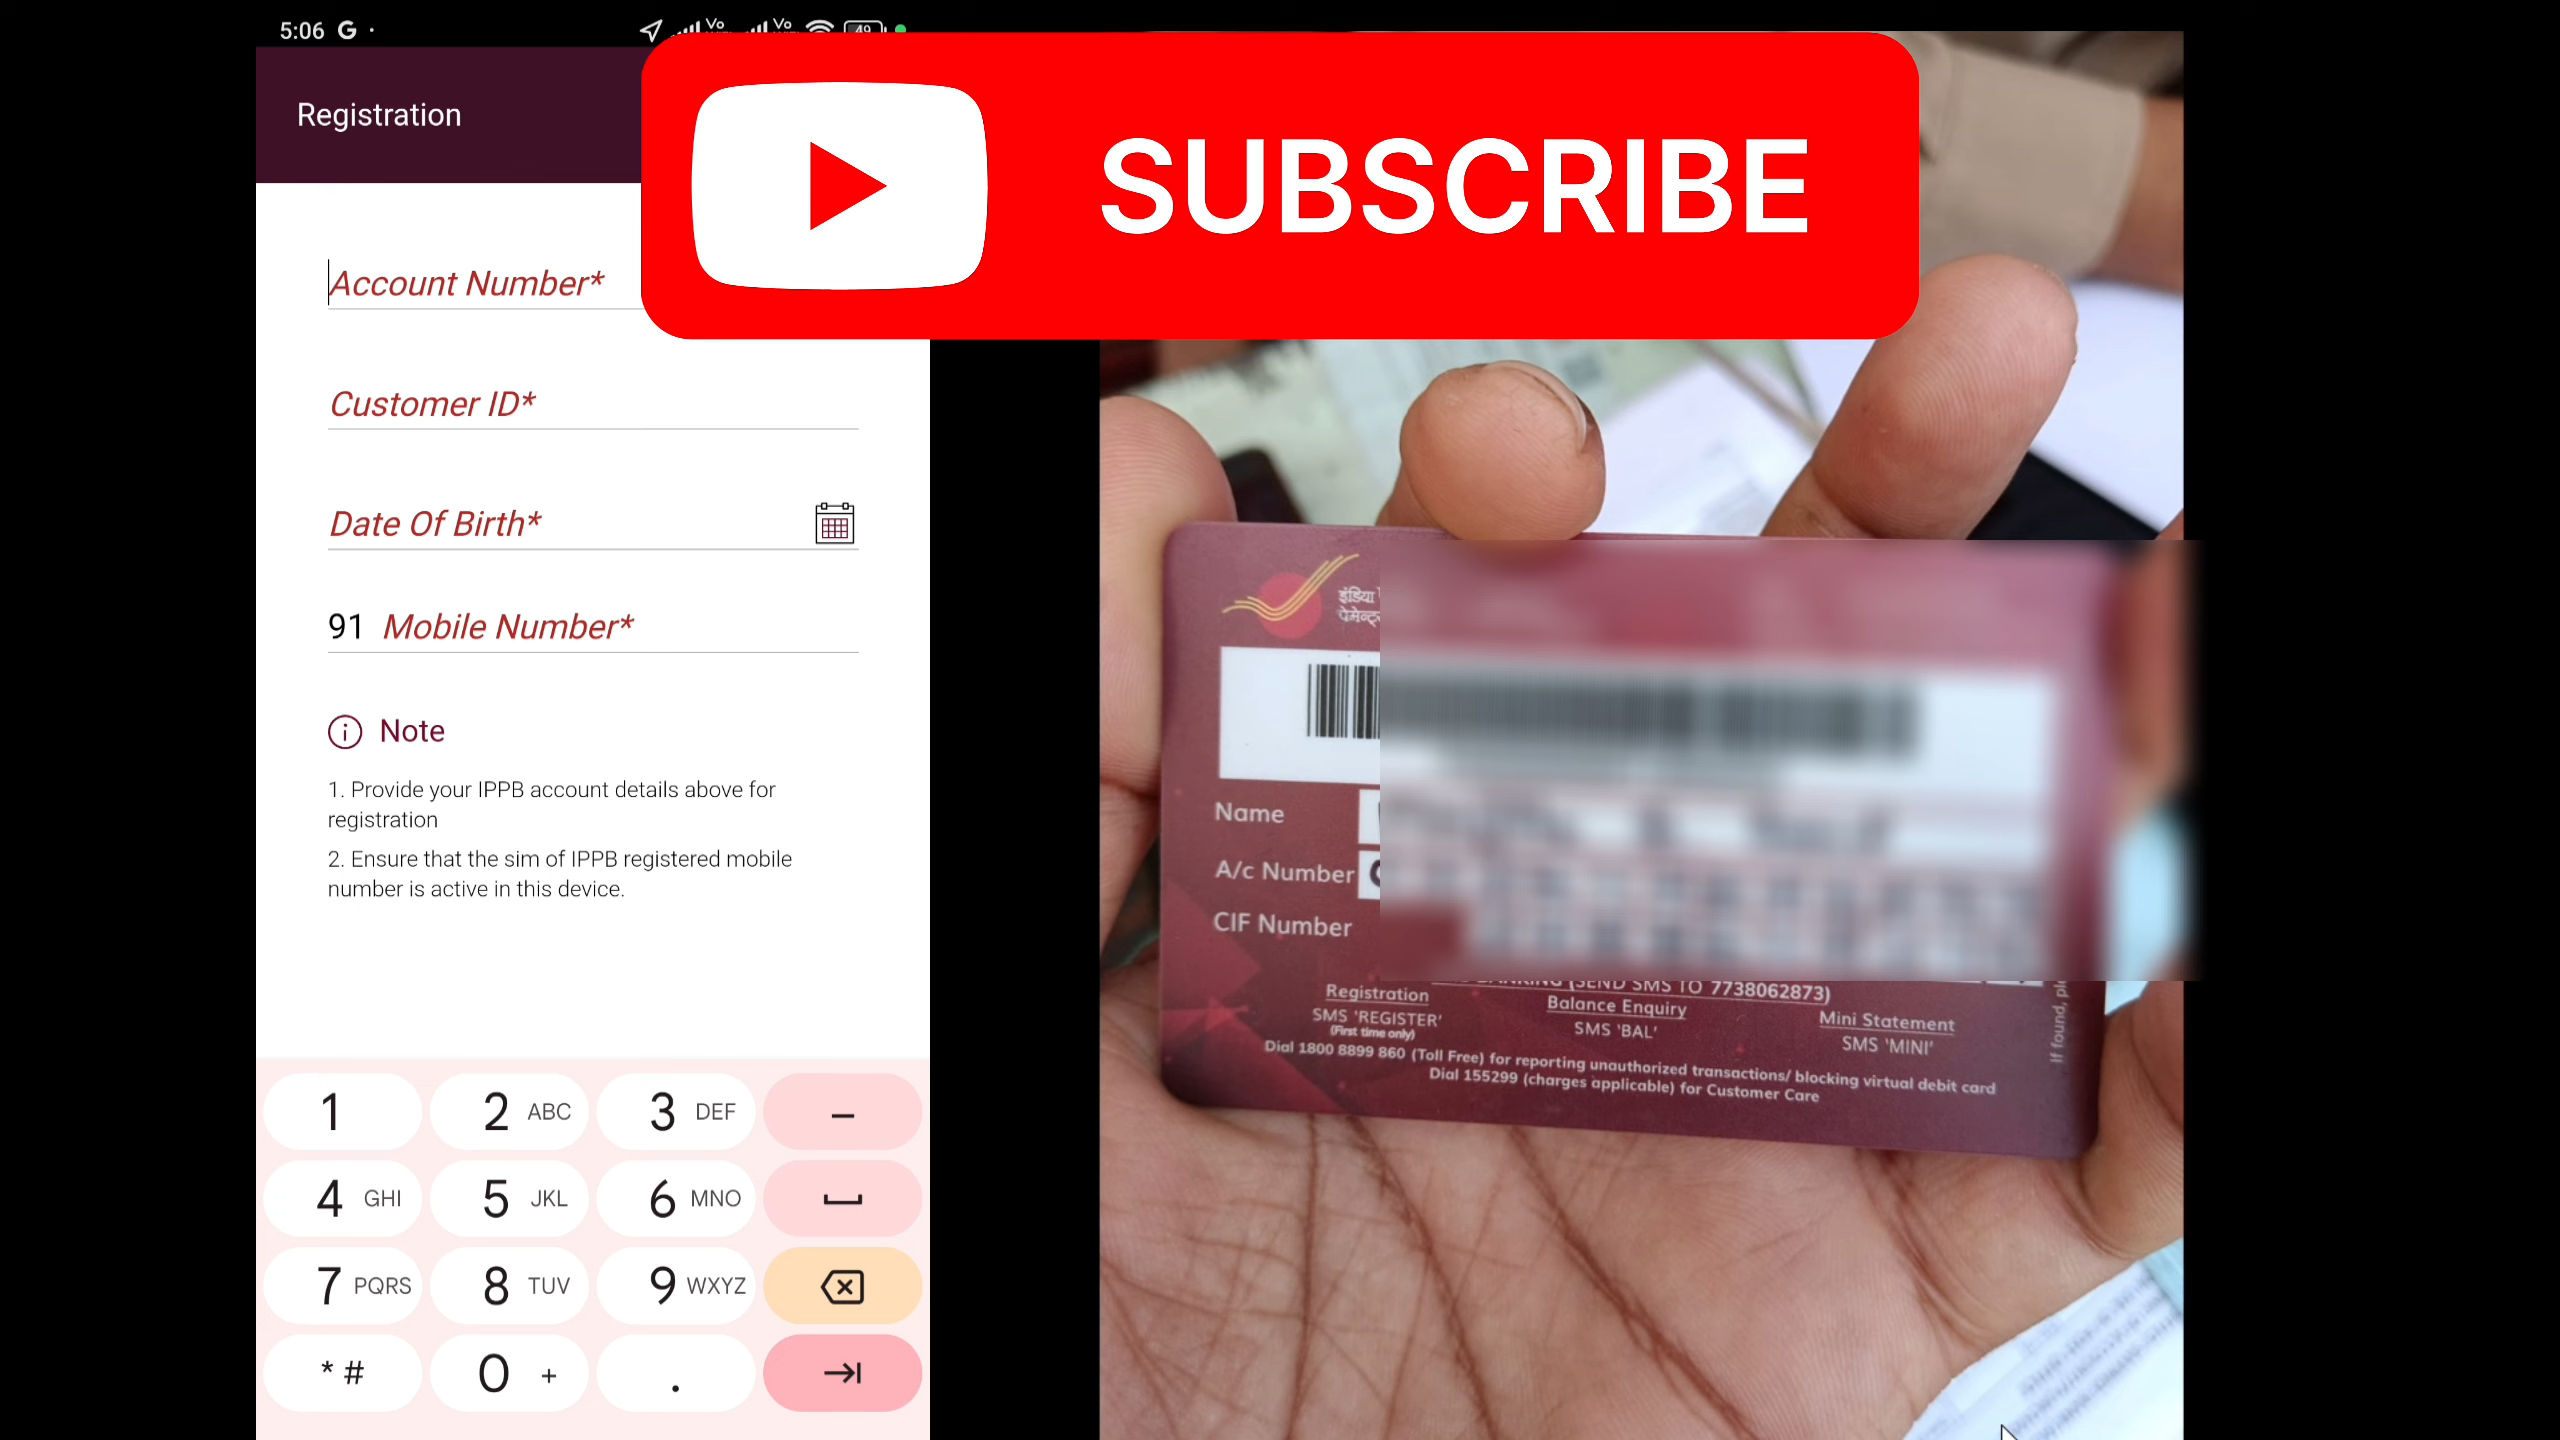 5:06 G
49
Registration
SUBSCRIBE
Account Number*
Customer ID*
Date Of Birth*
91 Mobile Number*
Note
1. Provide your IPPB account details above for
registration
2. Ensure that the sim of IPPB registered mobile
number is active in this device.
1
2 ABC
3 DEF
–
4 GHI
5 JKL
6 MNO
7 PQRS
8 TUV
9 WXYZ
* #
0 +
.
इंडिया
पेमेन्ट्स
Name
A/c Number
CIF Number
BANKING (SEND SMS TO 7738062873)
Registration
SMS 'REGISTER'
(First time only)
Balance Enquiry
SMS 'BAL'
Mini Statement
SMS 'MINI'
Dial 1800 8899 860 (Toll Free) for reporting unauthorized transactions/ blocking virtual debit card
Dial 155299 (charges applicable) for Customer Care
If found,